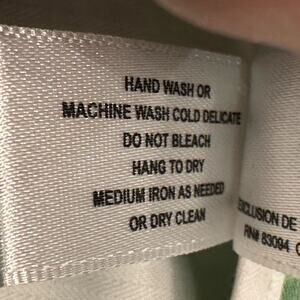 HAND WASH OR
MACHINE WASH COLD DELICATE
DO NOT BLEACH
HANG TO DRY
MEDIUM IRON AS NEEDED
OR DRY CLEAN
EXCLUSION DE
RN# 83094